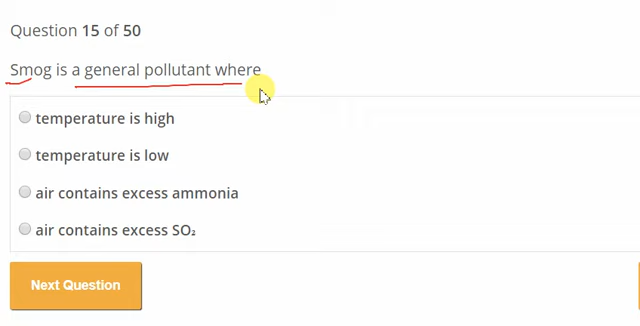 Question 15 of 50
Smog is a general pollutant where
temperature is high
temperature is low
air contains excess ammonia
air contains excess SO₂
Next Question